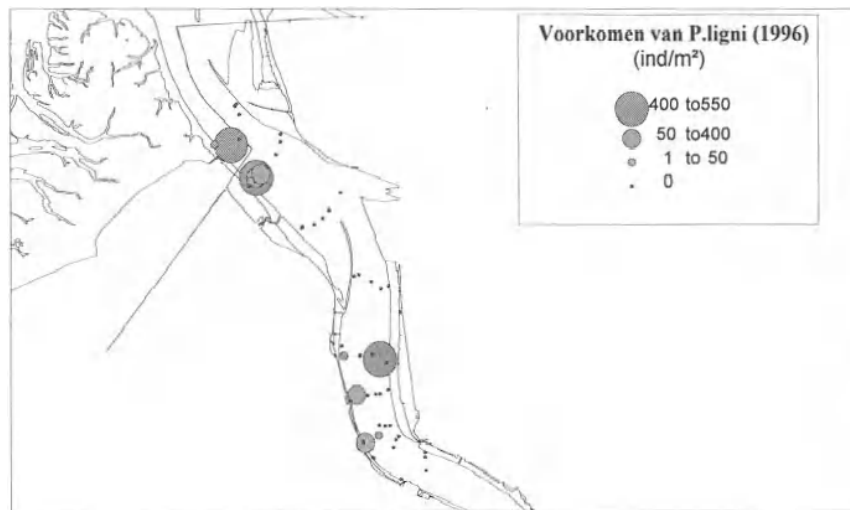 Voorkomen van P.ligni (1996)
(ind/m²)
400 to550
50 to400
1 to 50
0